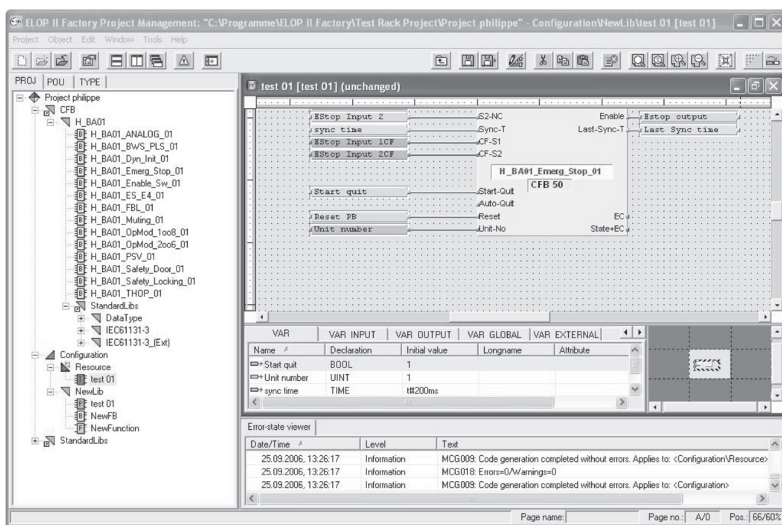 ELOP II Factory Project Management: "C:\Programme\ELOP II Factory\Test Rack Project\Project philippe" - Configuration\NewLib\test 01 [test 01]
Project Object Edit Window Tools Help
PROJ POU TYPE
Project philippe
CFB
H_BA01
H_BA01_ANALOG_01
H_BA01_BWS_PLS_01
H_BA01_Dyn_Init_01
H_BA01_Emerg_Stop_01
H_BA01_Enable_Sw_01
H_BA01_ES_E4_01
H_BA01_FBL_01
H_BA01_Muting_01
H_BA01_OpMod_1oo8_01
H_BA01_OpMod_2oo6_01
H_BA01_PSV_01
H_BA01_Safety_Door_01
H_BA01_Safety_Locking_01
H_BA01_THOP_01
StandardLibs
DataType
IEC61131-3
IEC61131-3_(Ext)
Configuration
Resource
test 01
NewLib
test 01
NewFB
NewFunction
StandardLibs
test 01 [test 01] (unchanged)
EStop Input 2 S2-NC Enable Estop output
sync time Sync-T Last-Sync-T Last Sync time
EStop Input 1CF CF-S1
EStop Input 2CF CF-S2
H_BA01_Emerg_Stop_01
CFB 50
Start quit Start-Quit
Auto-Quit
Reset PB Reset EC
Unit number Unit-No State+EC
VAR VAR INPUT VAR OUTPUT VAR GLOBAL VAR EXTERNAL
Name Declaration Initial value Longname Attribute
Start quit BOOL 1
Unit number UINT 1
sync time TIME t#200ms
Error-state viewer
Date/Time Level Text
25.09.2006, 13:26:17 Information MCG009: Code generation completed without errors. Applies to: <Configuration\Resource>
25.09.2006, 13:26:17 Information MCG018: Errors=0/Warnings=0
25.09.2006, 13:26:17 Information MCG009: Code generation completed without errors. Applies to: <Configuration>
Page name: Page no.: A/0 Pos.: 66/60%